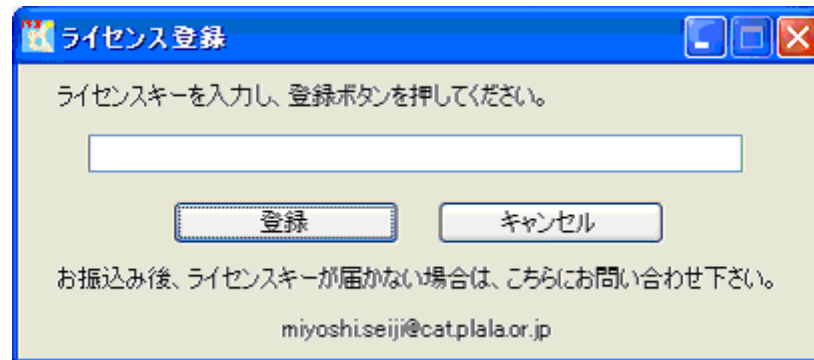 ライセンス登録
ライセンスキーを入力し、登録ボタンを押してください。
登録 キャンセル
お振込み後、ライセンスキーが届かない場合は、こちらにお問い合わせ下さい。
miyoshi.seiji@cat.plala.or.jp